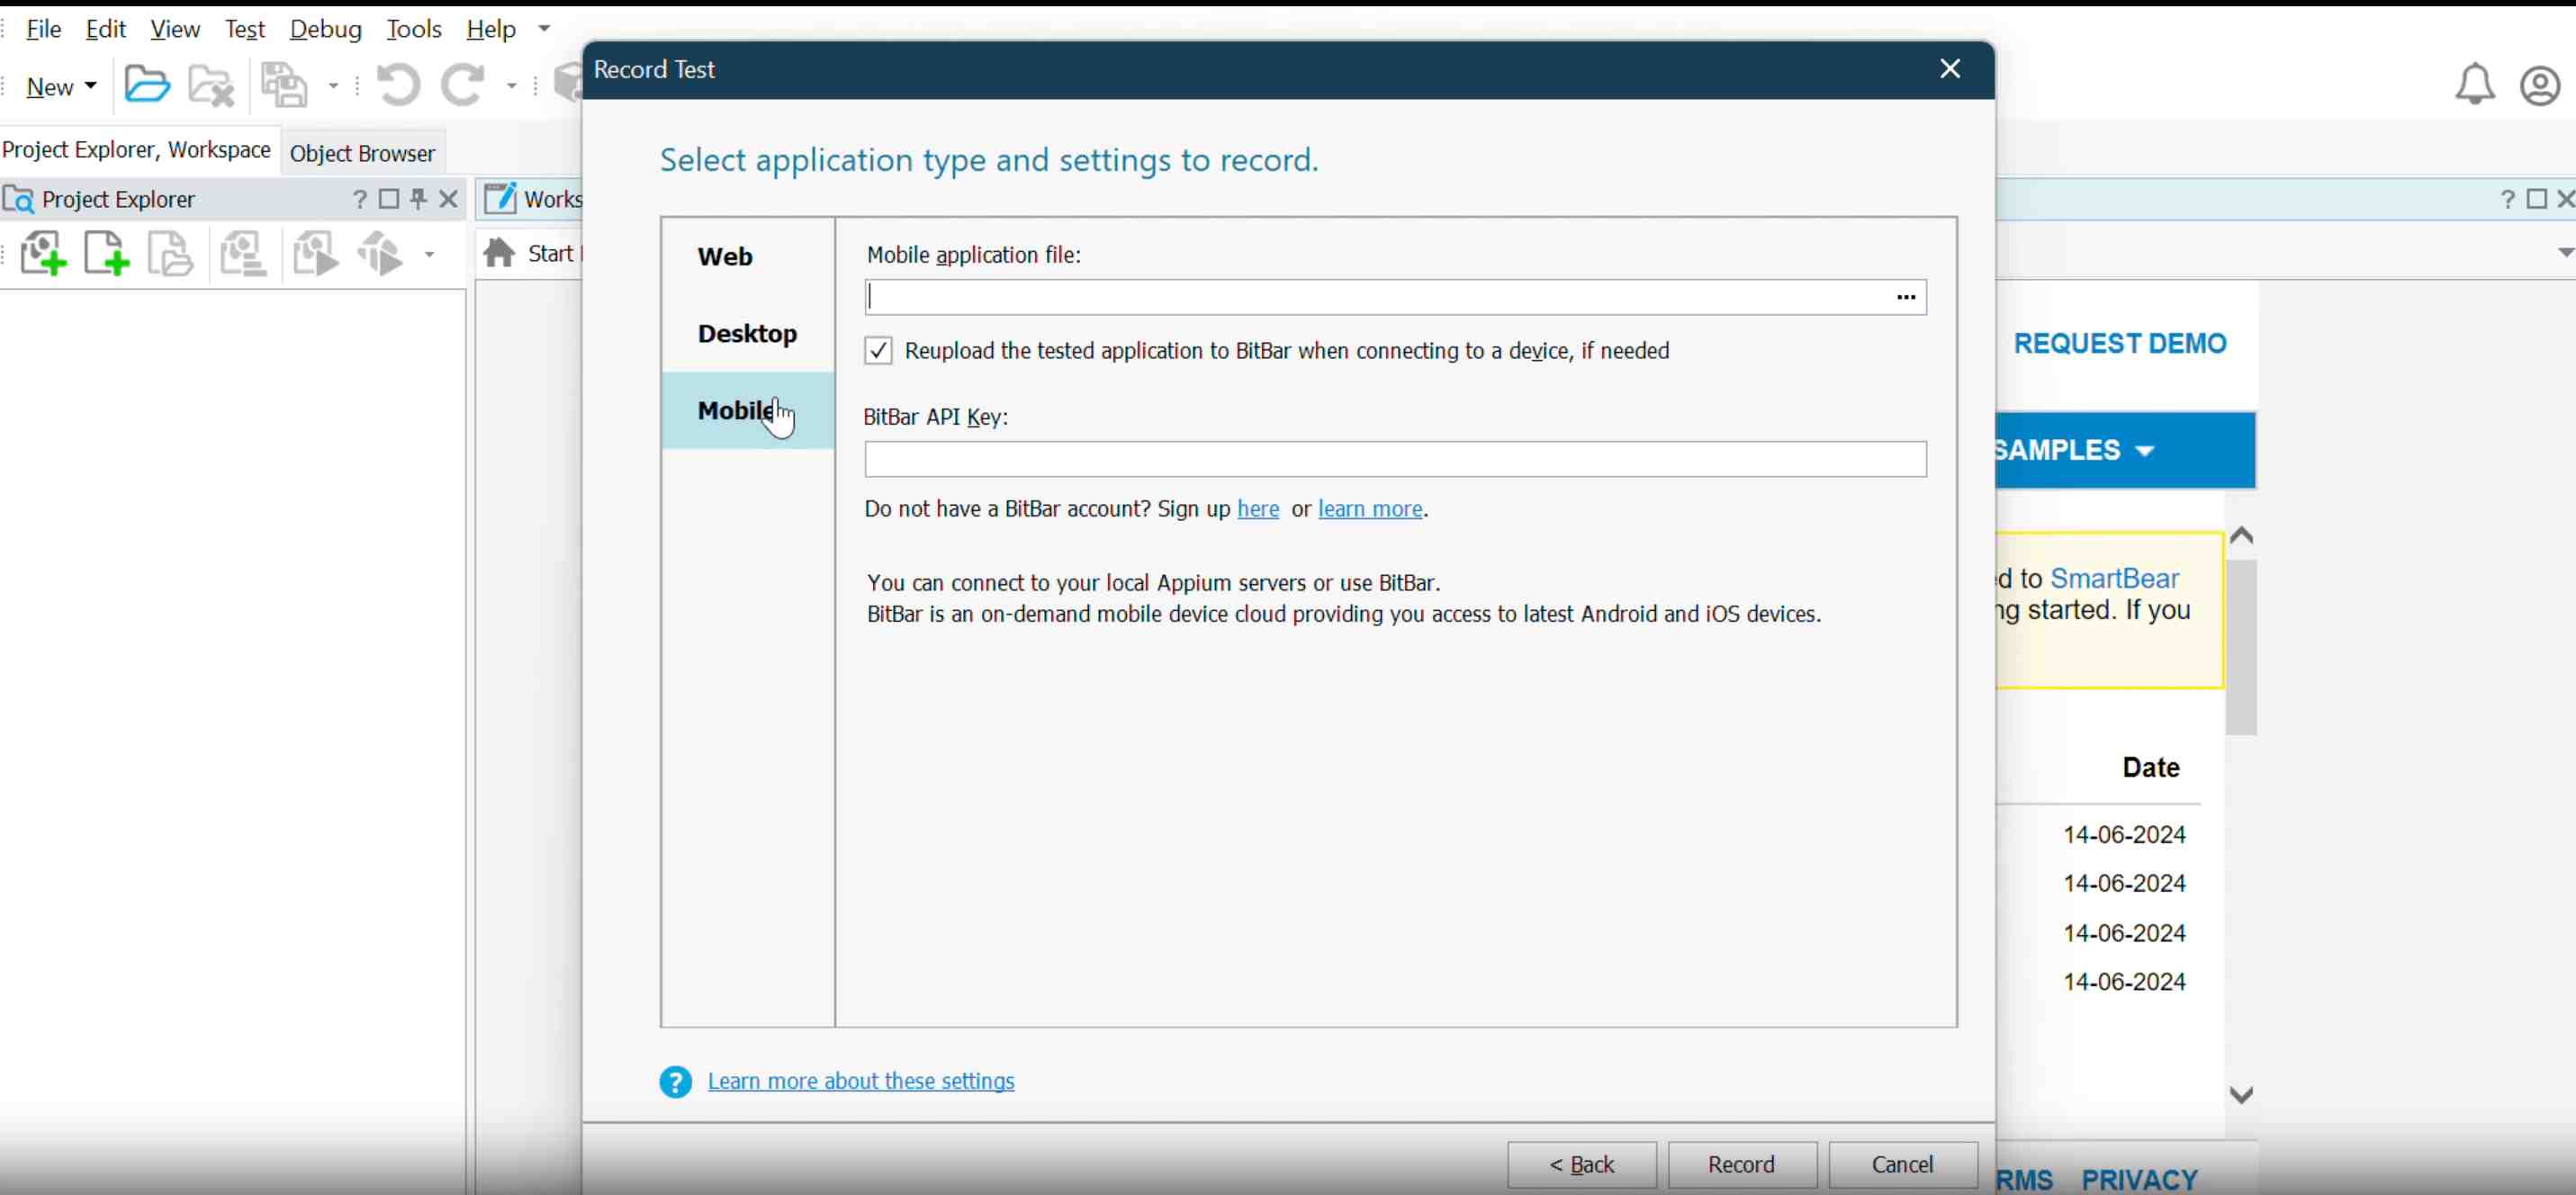 File Edit View Test Debug Tools Help
New
Record Test
Project Explorer, Workspace Object Browser
Project Explorer
Works
Start
Select application type and settings to record.
Web
Desktop
Mobile
Mobile application file:
...
Reupload the tested application to BitBar when connecting to a device, if needed
BitBar API Key:
Do not have a BitBar account? Sign up here or learn more.
You can connect to your local Appium servers or use BitBar.
BitBar is an on-demand mobile device cloud providing you access to latest Android and iOS devices.
? Learn more about these settings
< Back Record Cancel
REQUEST DEMO
SAMPLES
d to SmartBear
ng started. If you
Date
14-06-2024
14-06-2024
14-06-2024
14-06-2024
RMS PRIVACY